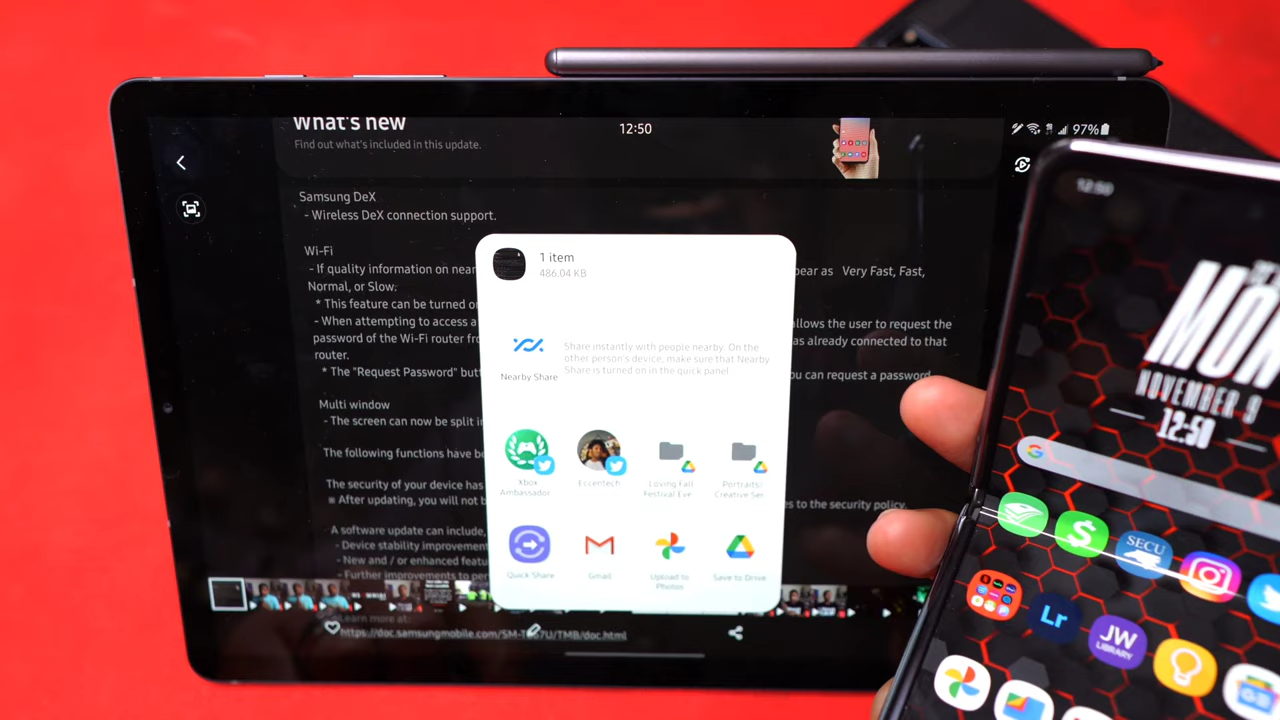 What's new
Find out what's included in this update.
12:50
97%
Samsung DeX
- Wireless DeX connection support.
Wi-Fi
- If quality information on near
pear as Very Fast, Fast,
Normal, or Slow.
* This feature can be turned o
- When attempting to access a
allows the user to request the
password of the Wi-Fi router fr
as already connected to that
router.
* The "Request Password" but
ou can request a password
Multi window
- The screen can now be split i
The following functions have be
The security of your device has
※ After updating, you will not b
es to the security policy.
A software update can include,
- Device stability improvement
- New and / or enhanced featu
- Further improvements to per
Learn more at:
https://doc.samsungmobile.com/SM-T867U/TMB/doc.html
1 item
486.04 KB
Nearby Share
Share instantly with people nearby. On the
other person's device, make sure that Nearby
Share is turned on in the quick panel
Xbox
Ambassador
Eccentech
Loving Fall
Festival Eve
Portraits/
Creative Ser
Quick Share
Gmail
Upload to
Photos
Save to Drive
12:50
MON
NOVEMBER 9
12:50
G
$
SECU
Lr
JW
LIBRARY